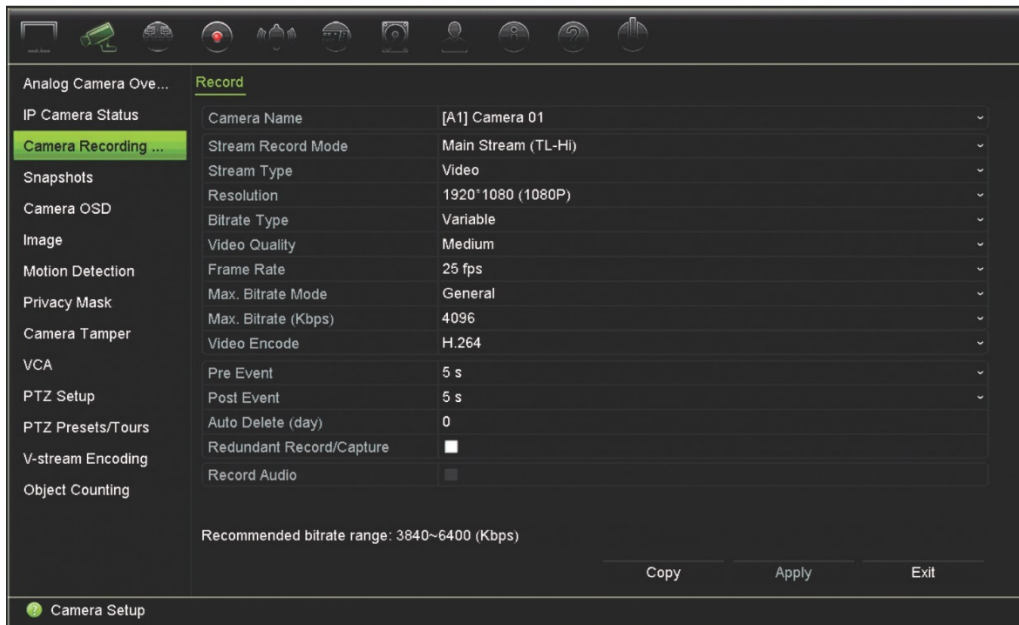 Analog Camera Ove...
IP Camera Status
Camera Recording ...
Snapshots
Camera OSD
Image
Motion Detection
Privacy Mask
Camera Tamper
VCA
PTZ Setup
PTZ Presets/Tours
V-stream Encoding
Object Counting
Record
Camera Name [A1] Camera 01
Stream Record Mode Main Stream (TL-Hi)
Stream Type Video
Resolution 1920*1080 (1080P)
Bitrate Type Variable
Video Quality Medium
Frame Rate 25 fps
Max. Bitrate Mode General
Max. Bitrate (Kbps) 4096
Video Encode H.264
Pre Event 5 s
Post Event 5 s
Auto Delete (day) 0
Redundant Record/Capture
Record Audio
Recommended bitrate range: 3840~6400 (Kbps)
Copy Apply Exit
Camera Setup